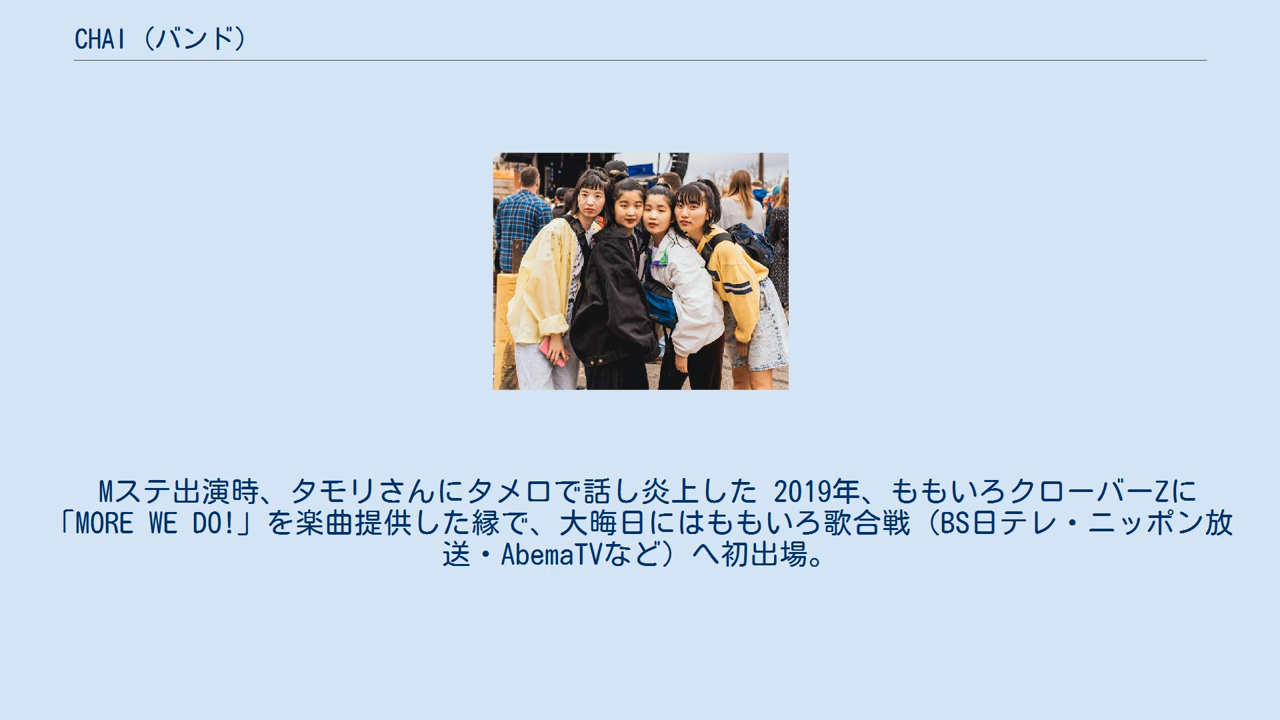 CHAI（バンド）
Mステ出演時、タモリさんにタメロで話し炎上した 2019年、ももいろクローバーZに
「MORE WE DO!」を楽曲提供した縁で、大晦日にはももいろ歌合戦（BS日テレ・ニッポン放
送・AbemaTVなど）へ初出場。